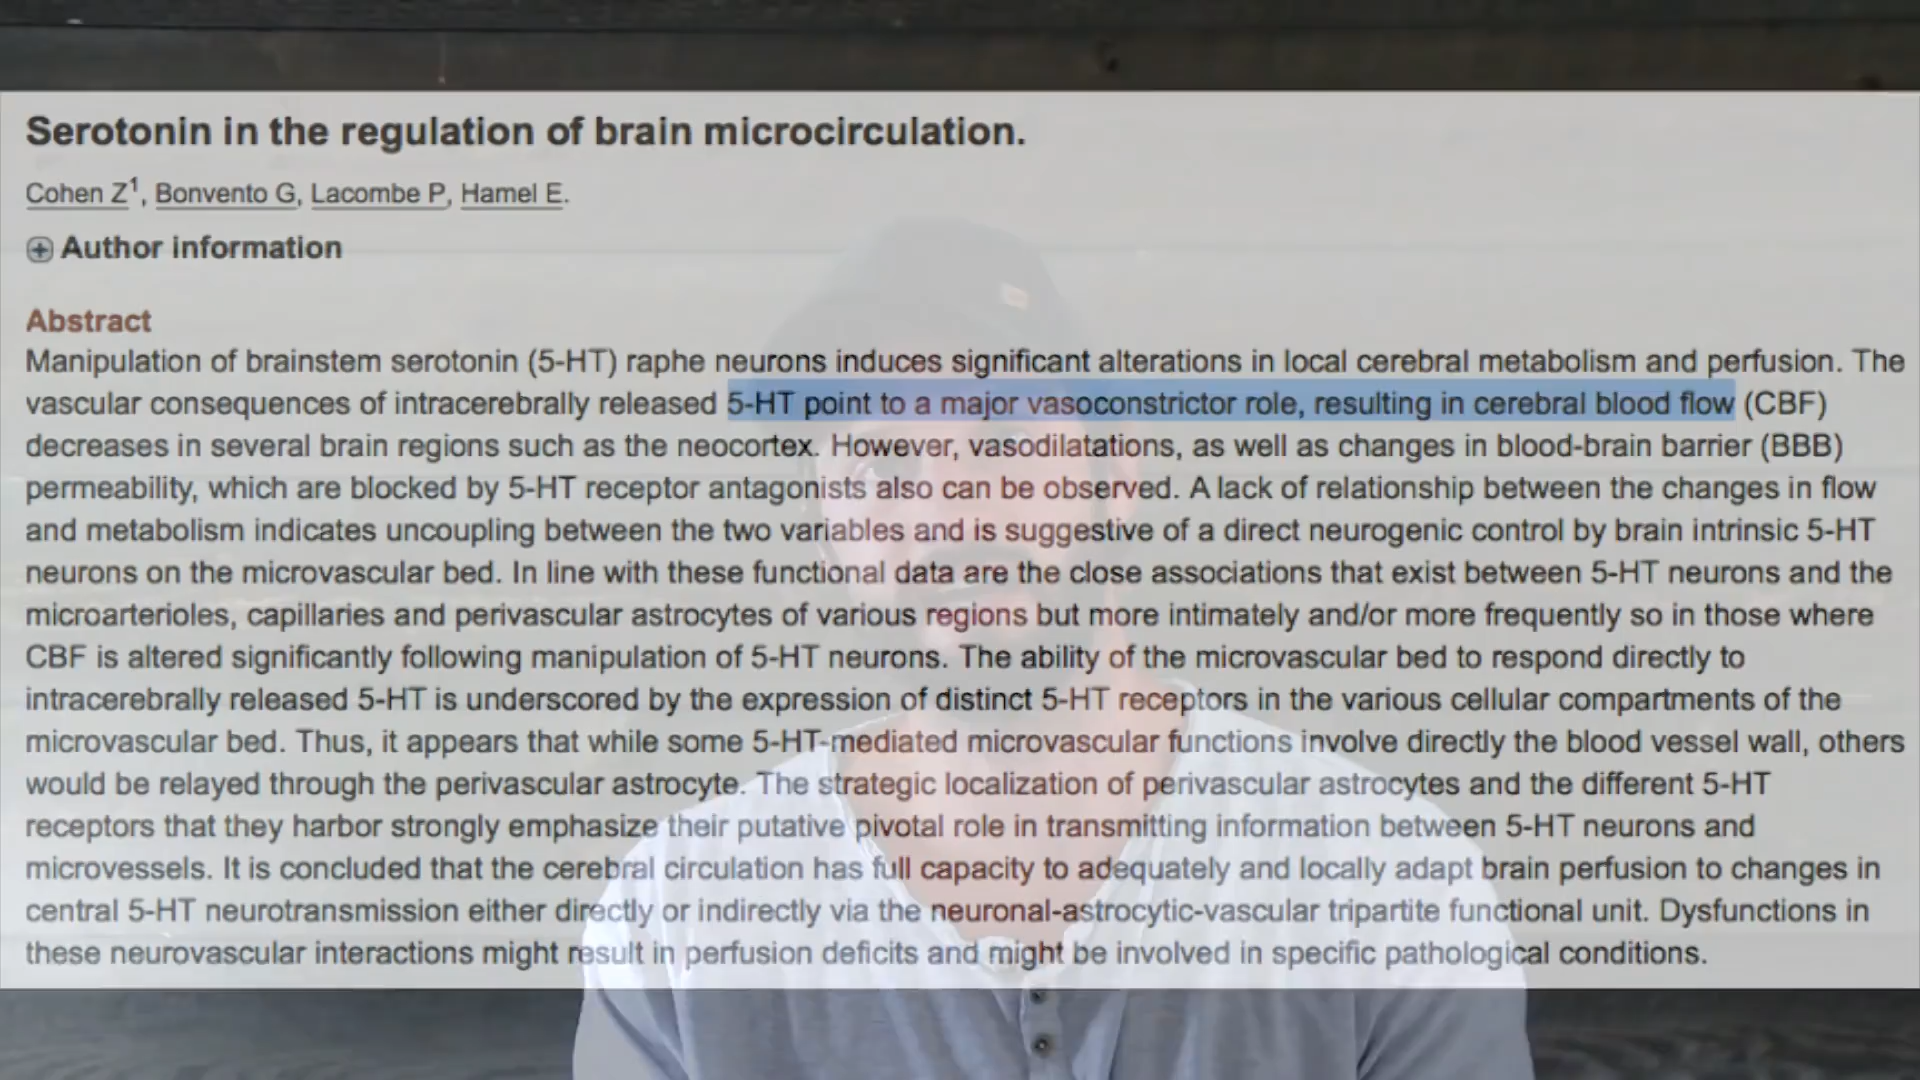 Serotonin in the regulation of brain microcirculation.
Cohen Z1, Bonvento G, Lacombe P, Hamel E.
Author information
Abstract
Manipulation of brainstem serotonin (5-HT) raphe neurons induces significant alterations in local cerebral metabolism and perfusion. The
vascular consequences of intracerebrally released 5-HT point to a major vasoconstrictor role, resulting in cerebral blood flow (CBF)
decreases in several brain regions such as the neocortex. However, vasodilatations, as well as changes in blood-brain barrier (BBB)
permeability, which are blocked by 5-HT receptor antagonists also can be observed. A lack of relationship between the changes in flow
and metabolism indicates uncoupling between the two variables and is suggestive of a direct neurogenic control by brain intrinsic 5-HT
neurons on the microvascular bed. In line with these functional data are the close associations that exist between 5-HT neurons and the
microarterioles, capillaries and perivascular astrocytes of various regions but more intimately and/or more frequently so in those where
CBF is altered significantly following manipulation of 5-HT neurons. The ability of the microvascular bed to respond directly to
intracerebrally released 5-HT is underscored by the expression of distinct 5-HT receptors in the various cellular compartments of the
microvascular bed. Thus, it appears that while some 5-HT-mediated microvascular functions involve directly the blood vessel wall, others
would be relayed through the perivascular astrocyte. The strategic localization of perivascular astrocytes and the different 5-HT
receptors that they harbor strongly emphasize their putative pivotal role in transmitting information between 5-HT neurons and
microvessels. It is concluded that the cerebral circulation has full capacity to adequately and locally adapt brain perfusion to changes in
central 5-HT neurotransmission either directly or indirectly via the neuronal-astrocytic-vascular tripartite functional unit. Dysfunctions in
these neurovascular interactions might result in perfusion deficits and might be involved in specific pathological conditions.